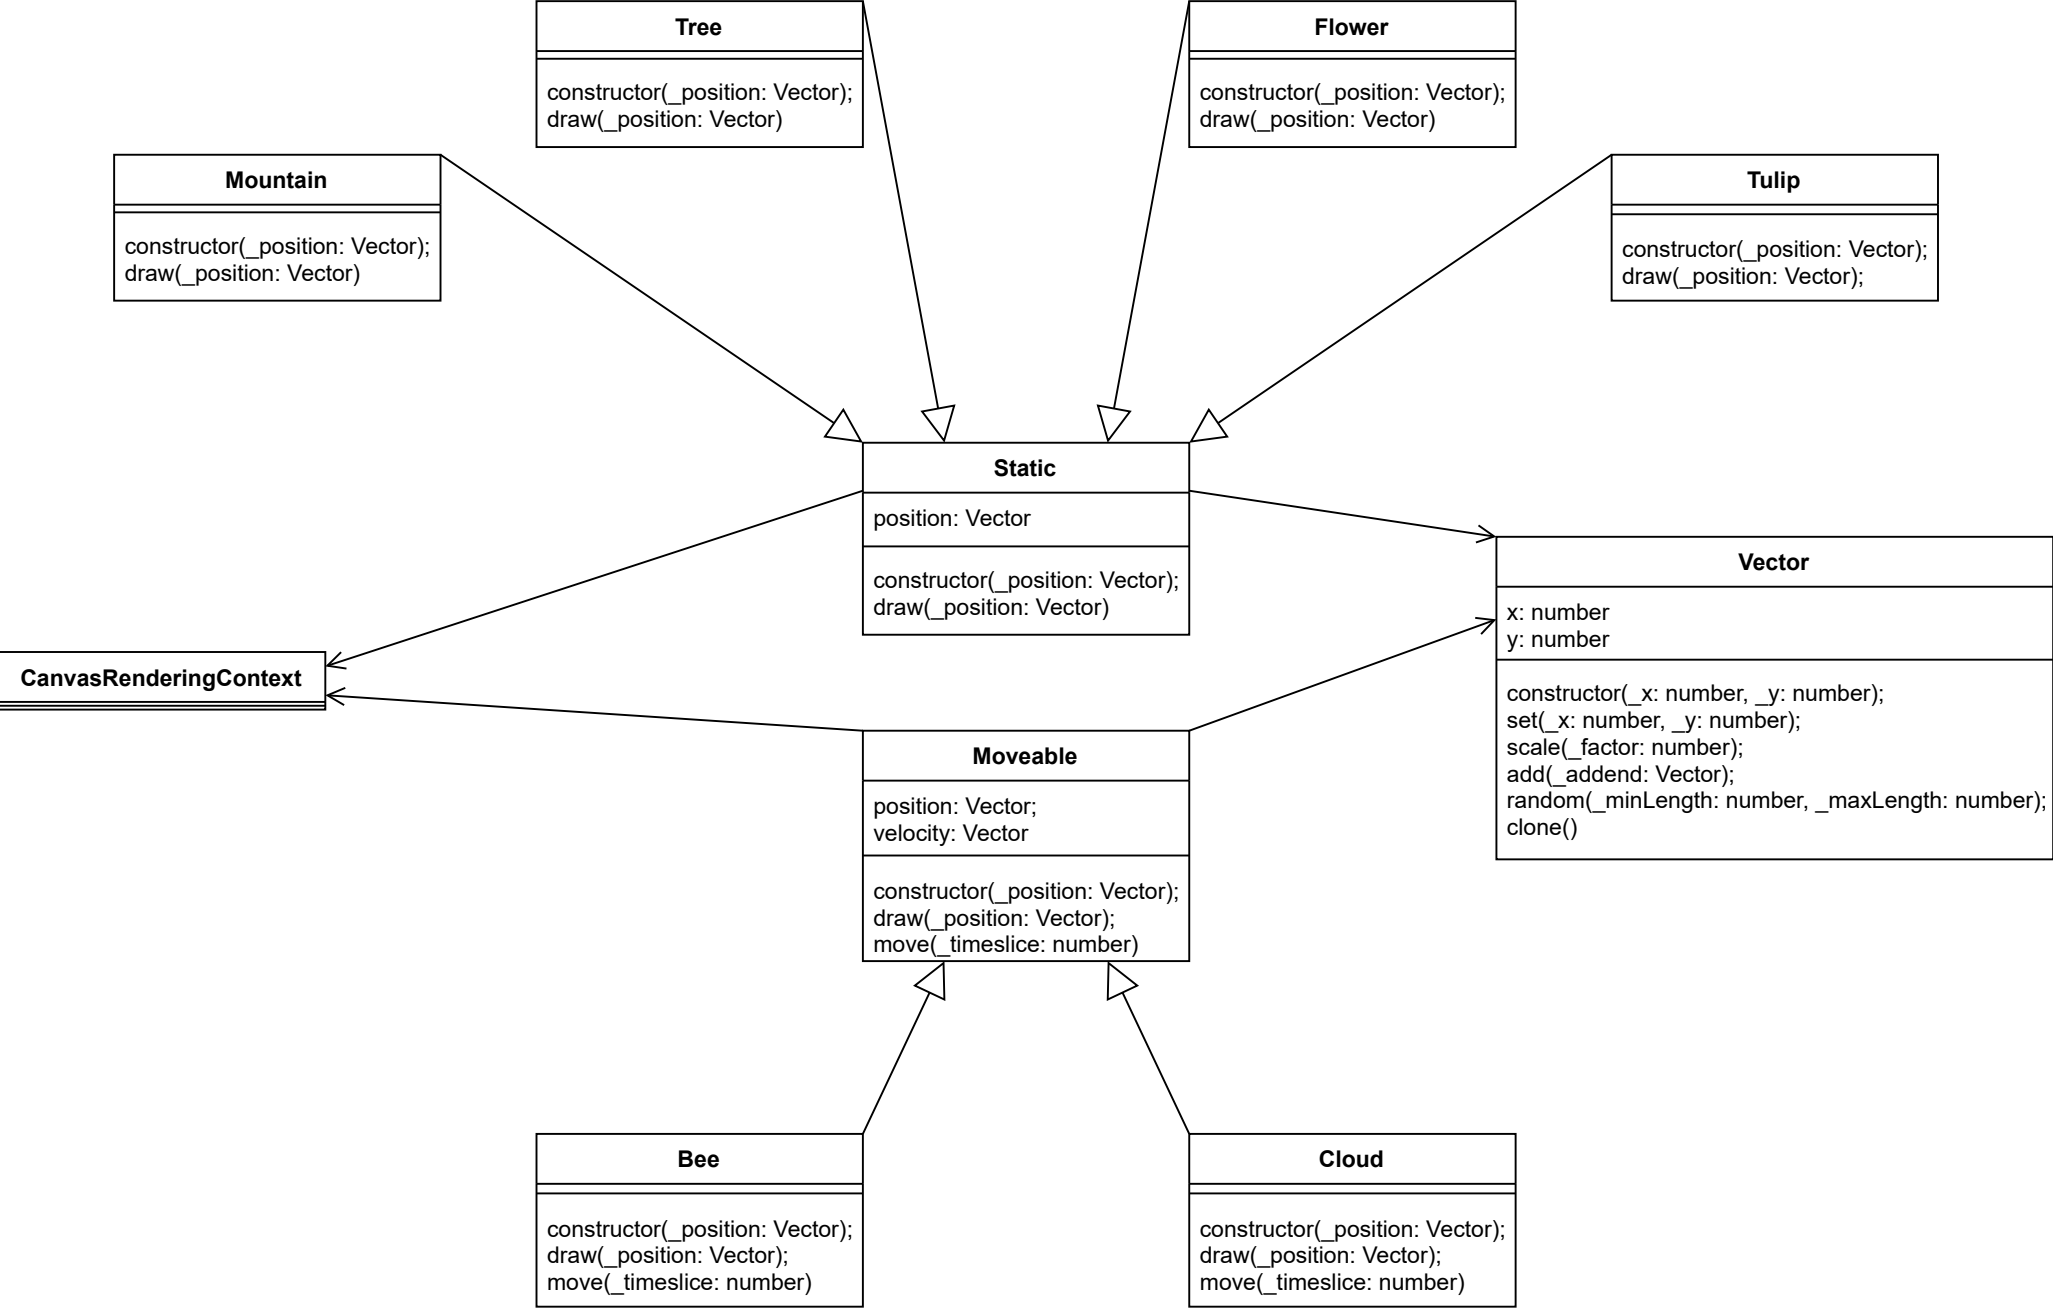 Tree
constructor(_position: Vector);
draw(_position: Vector)
Flower
constructor(_position: Vector);
draw(_position: Vector)
Mountain
constructor(_position: Vector);
draw(_position: Vector)
Tulip
constructor(_position: Vector);
draw(_position: Vector);
Static
position: Vector
constructor(_position: Vector);
draw(_position: Vector)
Vector
x: number
y: number
constructor(_x: number, _y: number);
set(_x: number, _y: number);
scale(_factor: number);
add(_addend: Vector);
random(_minLength: number, _maxLength: number);
clone()
CanvasRenderingContext
Moveable
position: Vector;
velocity: Vector
constructor(_position: Vector);
draw(_position: Vector);
move(_timeslice: number)
Bee
constructor(_position: Vector);
draw(_position: Vector);
move(_timeslice: number)
Cloud
constructor(_position: Vector);
draw(_position: Vector);
move(_timeslice: number)